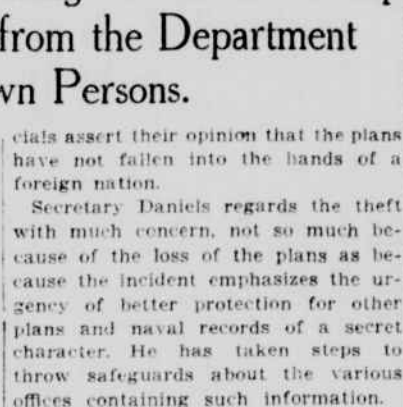 from the Department
wn Persons.
cials assert their opinion that the plans
have not fallen into the hands of a
foreign nation.
Secretary Daniels regards the theft
with much concern, not so much be-
cause of the loss of the plans as be-
cause the incident emphasizes the ur-
gency of better protection for other
plans and naval records of a secret
character. He has taken steps to
throw safeguards about the various
offices containing such information.